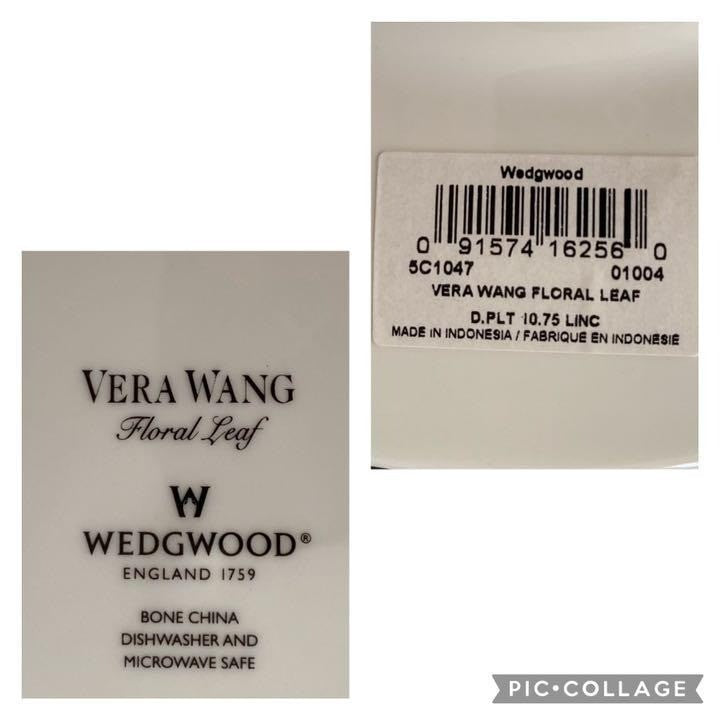 Wedgwood
0 91574 16256 0
5C1047 01004
VERA WANG FLORAL LEAF
D.PLT 10.75 LINC
MADE IN INDONESIA / FABRIQUE EN INDONÉSIE
VERA WANG
Floral Leaf
W
WEDGWOOD®
ENGLAND 1759
BONE CHINA
DISHWASHER AND
MICROWAVE SAFE
PIC•COLLAGE